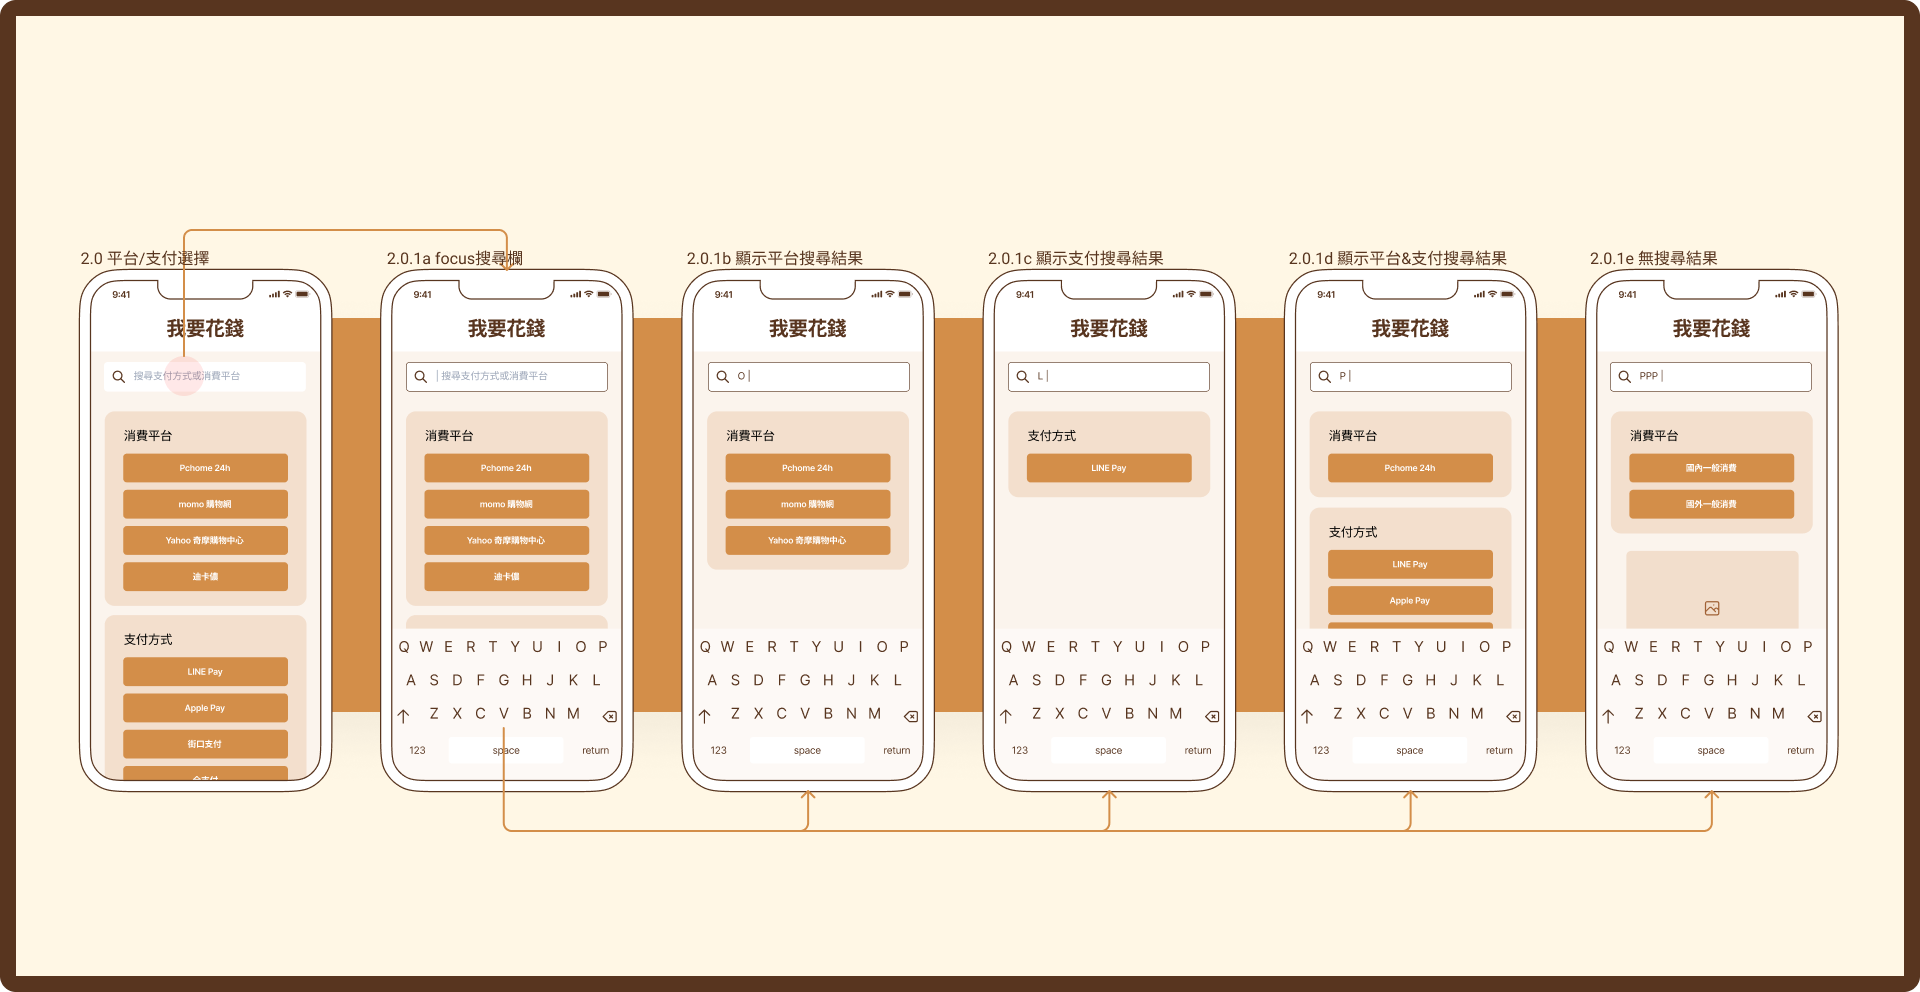 2.0 平台/支付選擇
9:41
我要花錢
搜尋支付方式或消費平台
消費平台
Pchome 24h
momo 購物網
Yahoo 奇摩購物中心
迪卡儂
支付方式
LINE Pay
Apple Pay
街口支付
全支付
2.0.1a focus搜尋欄
9:41
我要花錢
搜尋支付方式或消費平台
消費平台
Pchome 24h
momo 購物網
Yahoo 奇摩購物中心
迪卡儂
Q W E R T Y U I O P
A S D F G H J K L
Z X C V B N M
123 space return
2.0.1b 顯示平台搜尋結果
9:41
我要花錢
O
消費平台
Pchome 24h
momo 購物網
Yahoo 奇摩購物中心
Q W E R T Y U I O P
A S D F G H J K L
Z X C V B N M
123 space return
2.0.1c 顯示支付搜尋結果
9:41
我要花錢
L
支付方式
LINE Pay
Q W E R T Y U I O P
A S D F G H J K L
Z X C V B N M
123 space return
2.0.1d 顯示平台&支付搜尋結果
9:41
我要花錢
P
消費平台
Pchome 24h
支付方式
LINE Pay
Apple Pay
Q W E R T Y U I O P
A S D F G H J K L
Z X C V B N M
123 space return
2.0.1e 無搜尋結果
9:41
我要花錢
PPP
消費平台
國內一般消費
國外一般消費
Q W E R T Y U I O P
A S D F G H J K L
Z X C V B N M
123 space return